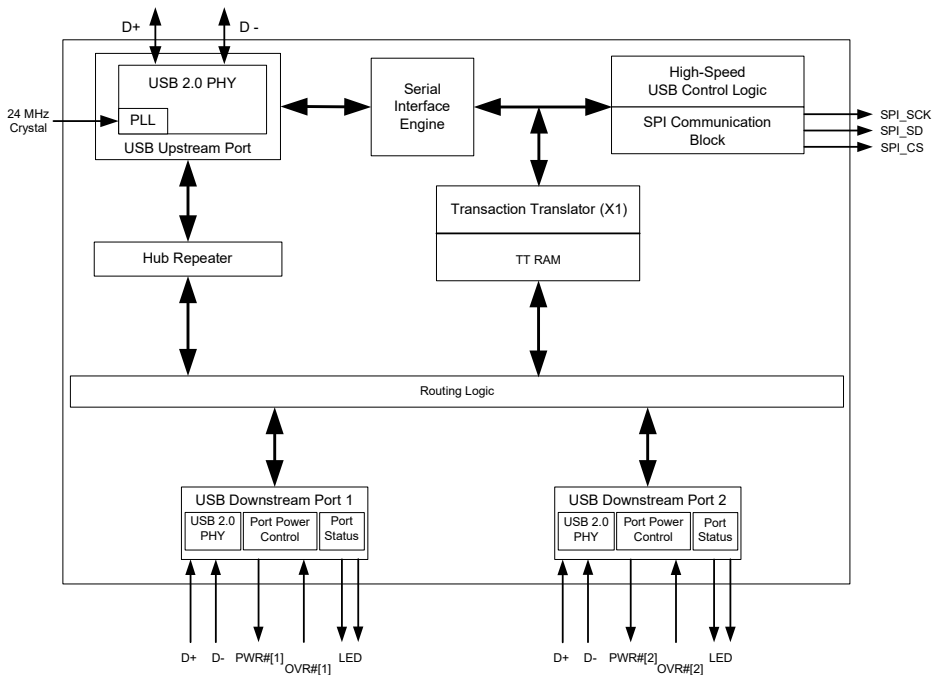 D+
D -
USB 2.0 PHY
PLL
USB Upstream Port
24 MHz
Crystal
Serial
Interface
Engine
High-Speed
USB Control Logic
SPI Communication
Block
SPI_SCK
SPI_SD
SPI_CS
Transaction Translator (X1)
TT RAM
Hub Repeater
Routing Logic
USB Downstream Port 1
USB 2.0
PHY
Port Power
Control
Port
Status
USB Downstream Port 2
USB 2.0
PHY
Port Power
Control
Port
Status
D+
D-
PWR#[1]
OVR#[1]
LED
D+
D-
PWR#[2]
OVR#[2]
LED